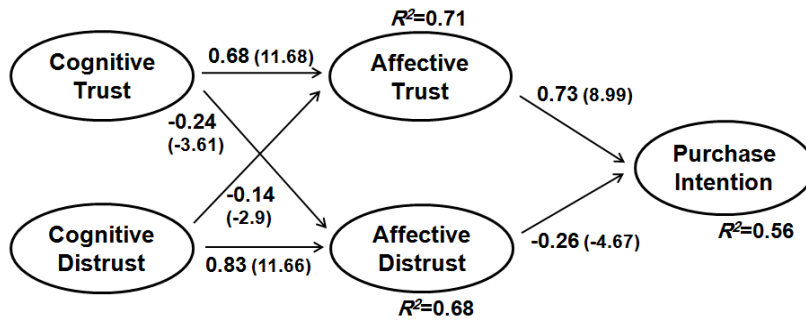 R²=0.71
Cognitive
Trust
0.68 (11.68)
Affective
Trust
0.73 (8.99)
-0.24
(-3.61)
Purchase
Intention
R²=0.56
-0.14
(-2.9)
Cognitive
Distrust
0.83 (11.66)
Affective
Distrust
-0.26 (-4.67)
R²=0.68